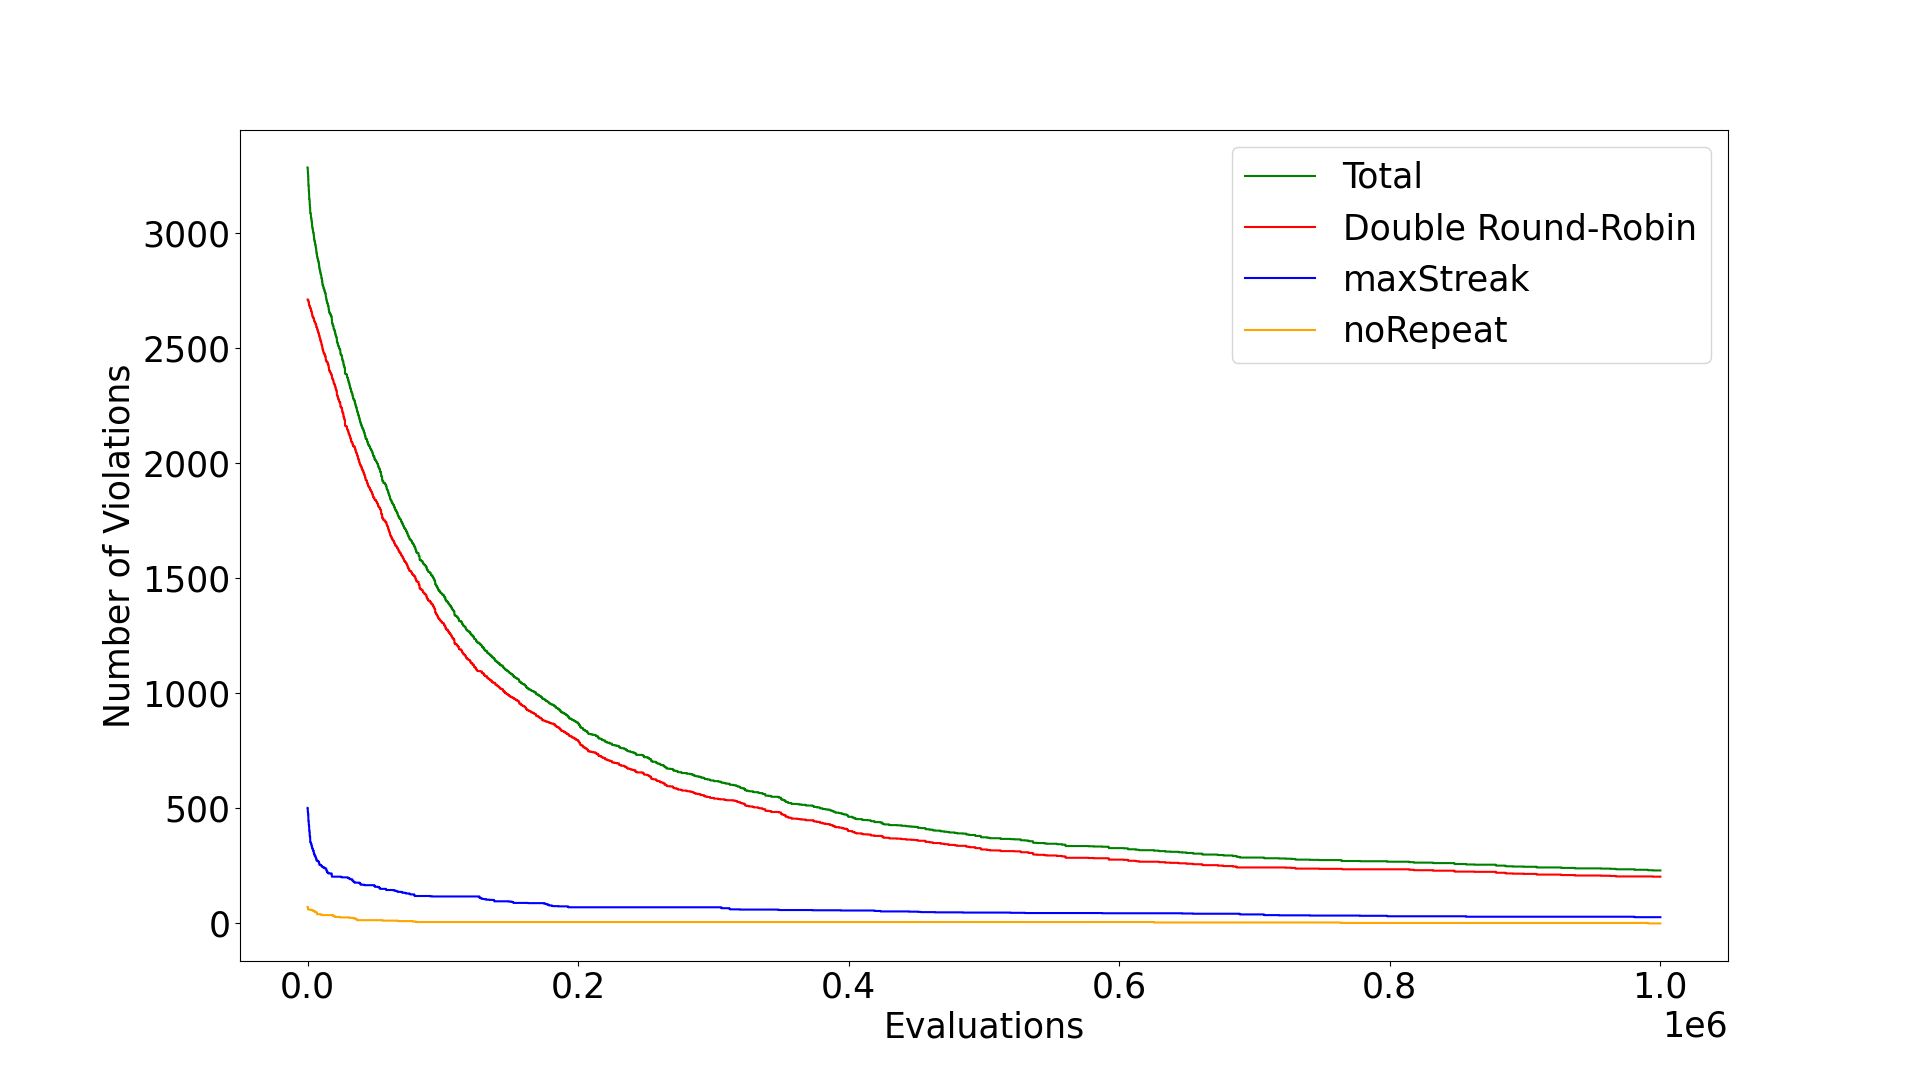 Total
Double Round-Robin
maxStreak
noRepeat
3000
2500
2000
1500
1000
500
0
Number of Violations
0.0 0.2 0.4 0.6 0.8 1.0
Evaluations
1e6